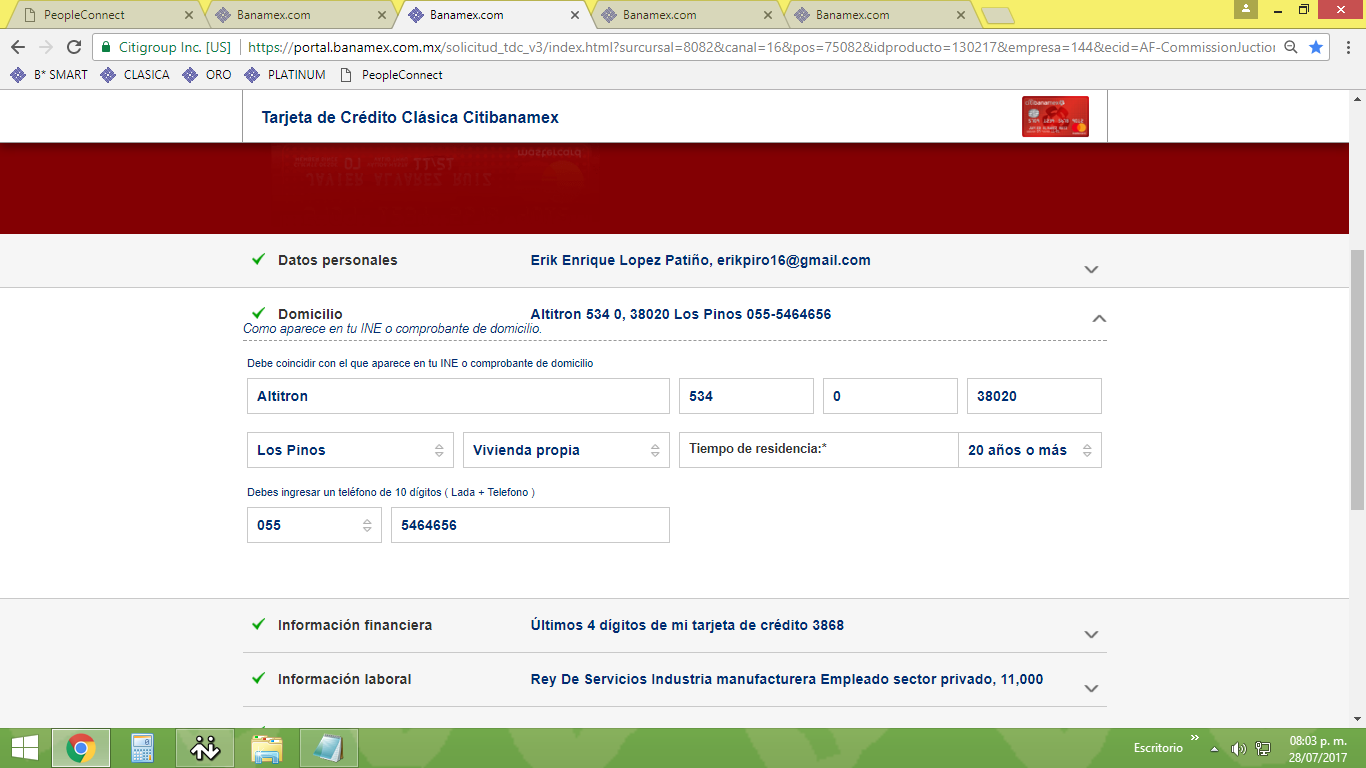 PeopleConnect
Banamex.com
Banamex.com
Banamex.com
Banamex.com
Citigroup Inc. [US]
https://portal.banamex.com.mx/solicitud_tdc_v3/index.html?surcursal=8082&canal=16&pos=75082&idproducto=130217&empresa=144&ecid=AF-CommissionJuctior
B* SMART
CLASICA
ORO
PLATINUM
PeopleConnect
Tarjeta de Crédito Clásica Citibanamex
Datos personales
Erik Enrique Lopez Patiño, erikpiro16@gmail.com
Domicilio
Altitron 534 0, 38020 Los Pinos 055-5464656
Como aparece en tu INE o comprobante de domicilio.
Debe coincidir con el que aparece en tu INE o comprobante de domicilio
Altitron
534
0
38020
Los Pinos
Vivienda propia
Tiempo de residencia:*
20 años o más
Debes ingresar un teléfono de 10 dígitos ( Lada + Telefono )
055
5464656
Información financiera
Últimos 4 dígitos de mi tarjeta de crédito 3868
Información laboral
Rey De Servicios Industria manufacturera Empleado sector privado, 11,000
Escritorio
08:03 p. m.
28/07/2017